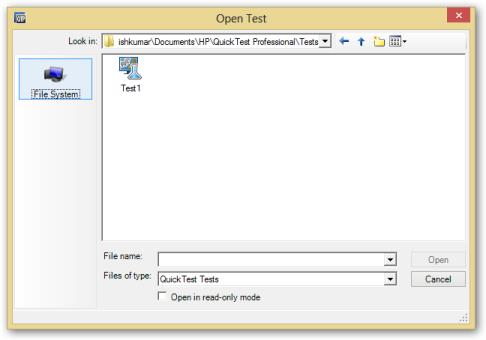 QP
Open Test
Look in: ishkumar\Documents\HP\QuickTest Professional\Tests
File System
Test1
File name: Open
Files of type: QuickTest Tests Cancel
Open in read-only mode